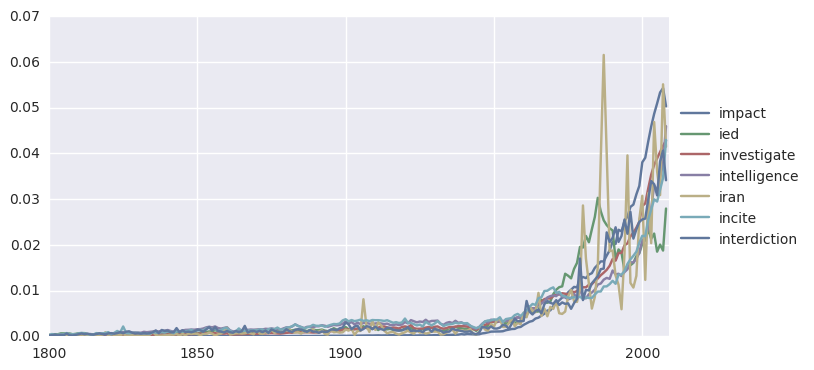 0.07
0.06
0.05
0.04
0.03
0.02
0.01
0.00
1800
1850
1900
1950
2000
impact
ied
investigate
intelligence
iran
incite
interdiction